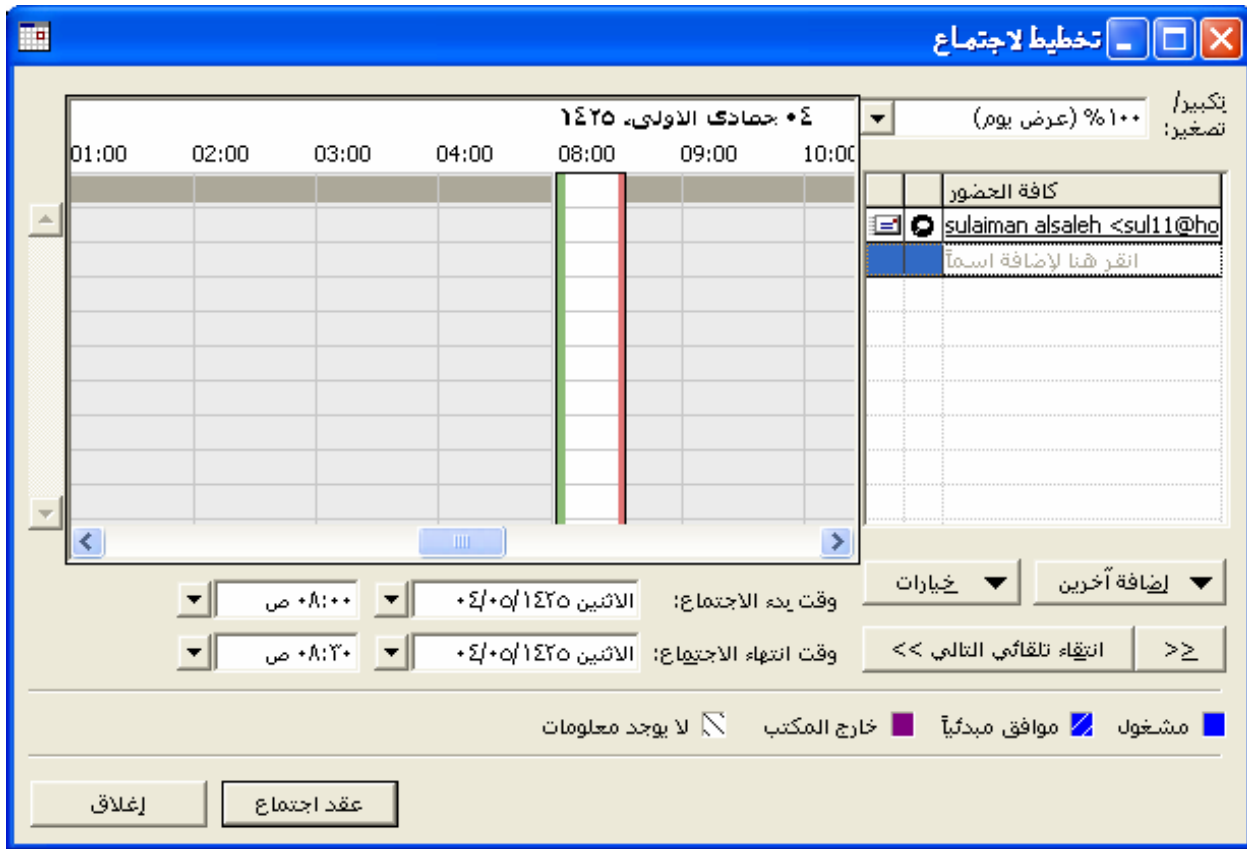 تخطيط لاجتماع
تكبير/
تصغير:
١٠٠% (عرض يوم)
٠٤ جمادى الاولى، ١٤٢٥
01:00 02:00 03:00 04:00 08:00 09:00 10:00
كافة الحضور
sulaiman alsaleh <sul11@ho
انقر هنا لإضافة اسماً
إضافة آخرين
خيارات
وقت بدء الاجتماع: الاثنين ٠٤/٠٥/١٤٢٥ ٠٨:٠٠ ص
<<
انتقاء تلقائي التالي >>
وقت انتهاء الاجتماع: الاثنين ٠٤/٠٥/١٤٢٥ ٠٨:٣٠ ص
مشغول موافق مبدئياً خارج المكتب لا يوجد معلومات
عقد اجتماع
إغلاق